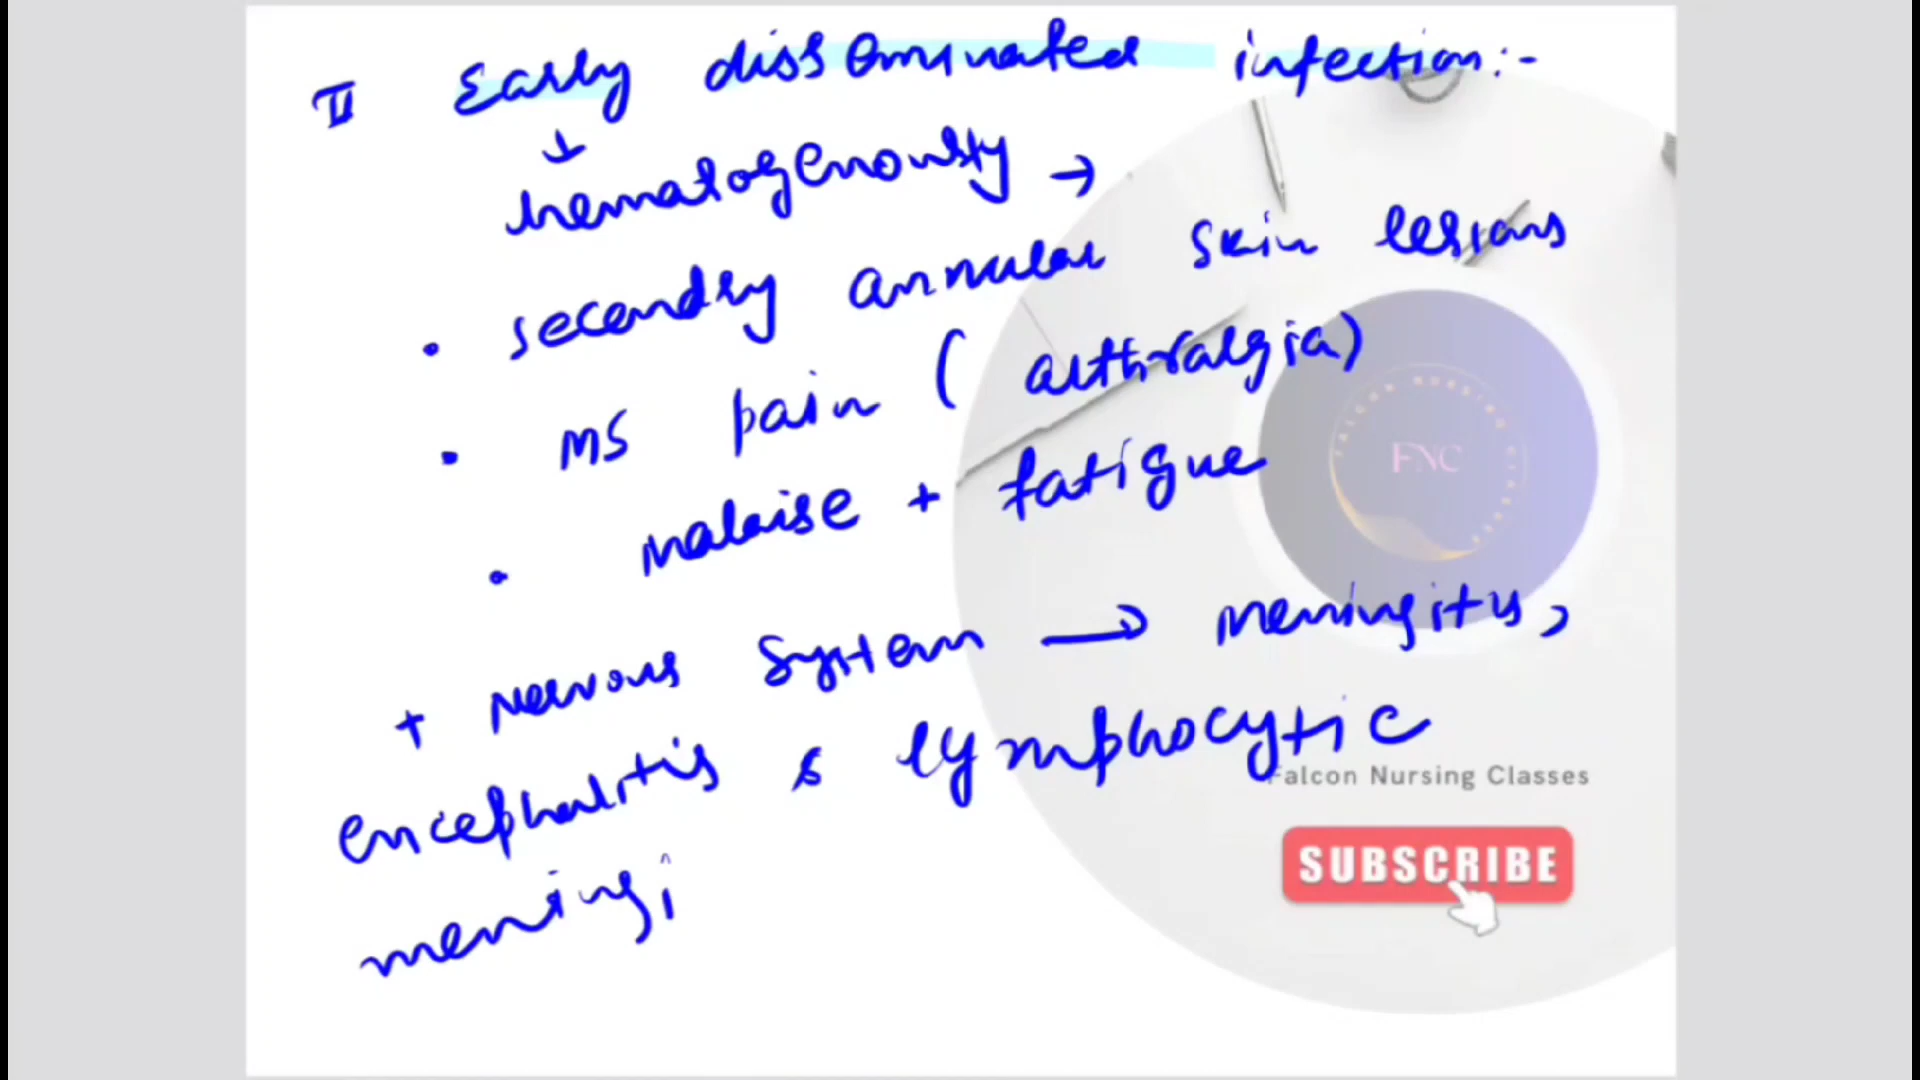 II Early disseminated infection:-
↓
hematogenously →
• secondry annular skin lesions
• MS pain (arthralgia)
• malaise + fatigue
+ nervous system → meningitis,
encephalitis & lymphocytic
meningi
FNC
Falcon Nursing Classes
SUBSCRIBE